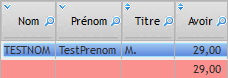 Nom Prénom Titre Avoir
TESTNOM TestPrenom M. 29,00
29,00